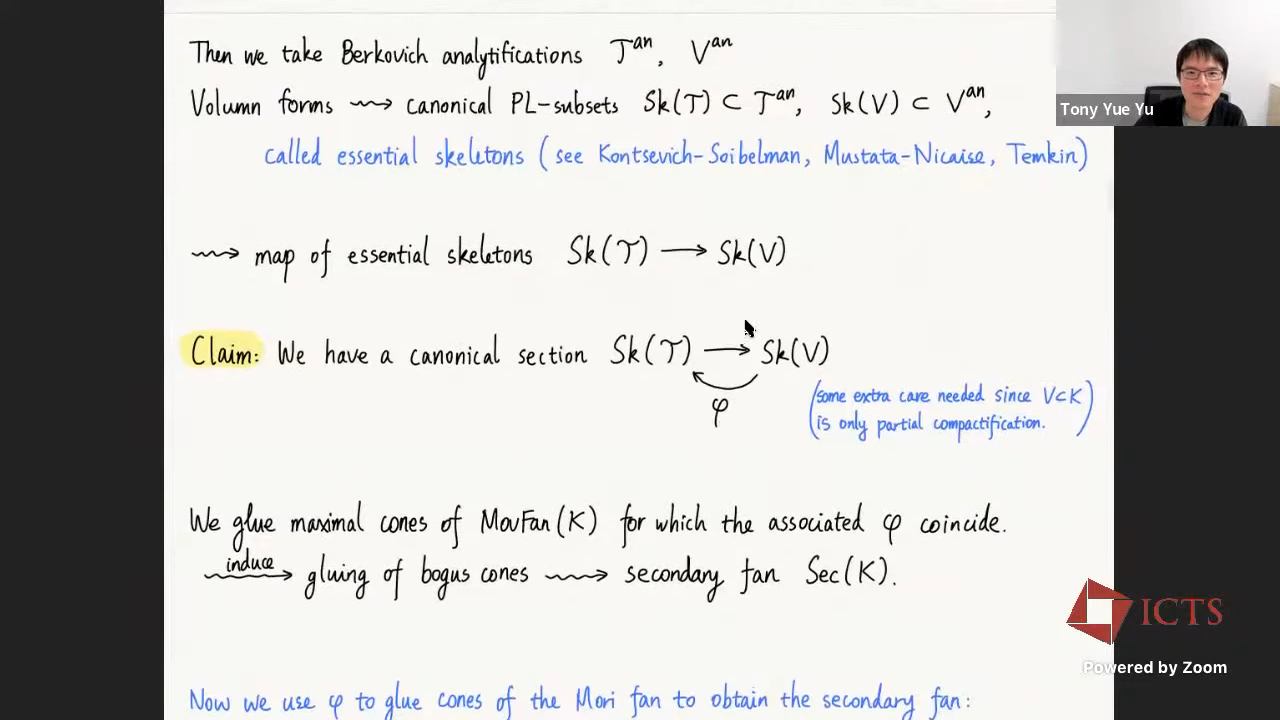 Then we take Berkovich analytifications 𝒯^an, V^an
Volumn forms ⇝ canonical PL-subsets Sk(𝒯) ⊂ 𝒯^an, Sk(V) ⊂ V^an,
called essential skeletons (see Kontsevich-Soibelman, Mustata-Nicaise, Temkin)
⇝ map of essential skeletons Sk(𝒯) ⟶ Sk(V)
Claim: We have a canonical section Sk(𝒯) ⟶ Sk(V)
φ
(some extra care needed since V⊂K
is only partial compactification.)
We glue maximal cones of MovFan(K) for which the associated φ coincide.
induce
⇝ gluing of bogus cones ⇝ secondary fan Sec(K).
Now we use φ to glue cones of the Mori fan to obtain the secondary fan:
Tony Yue Yu
ICTS
Powered by Zoom